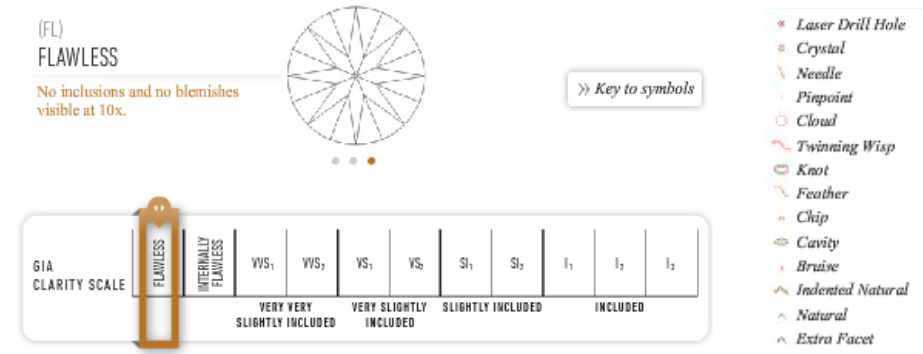 (FL)
FLAWLESS
No inclusions and no blemishes
visible at 10x.
» Key to symbols
Laser Drill Hole
Crystal
Needle
Pinpoint
Cloud
Twinning Wisp
Knot
Feather
Chip
Cavity
Bruise
Indented Natural
Natural
Extra Facet
GIA
CLARITY SCALE
FLAWLESS
INTERNALLY
FLAWLESS
VVS₁
VVS₂
VS₁
VS₂
SI₁
SI₂
I₁
I₂
I₃
VERY VERY
SLIGHTLY INCLUDED
VERY SLIGHTLY
INCLUDED
SLIGHTLY INCLUDED
INCLUDED